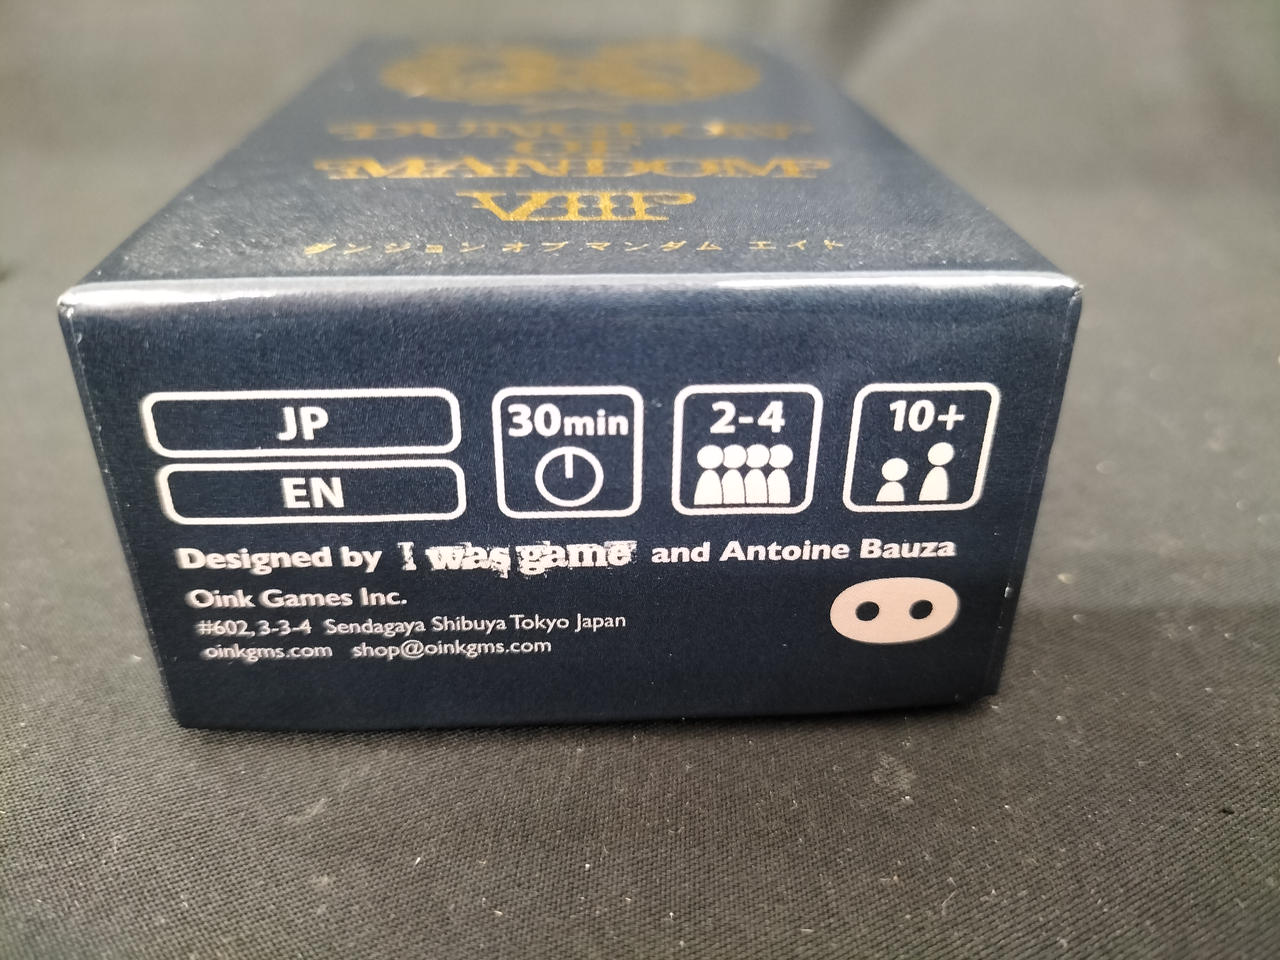 DUNGEON
OF
MANDOM
VIII
ダンジョン オブ マンダム エイト
JP
EN
30min
2-4
10+
Designed by I was game and Antoine Bauza
Oink Games Inc.
#602, 3-3-4 Sendagaya Shibuya Tokyo Japan
oinkgms.com shop@oinkgms.com